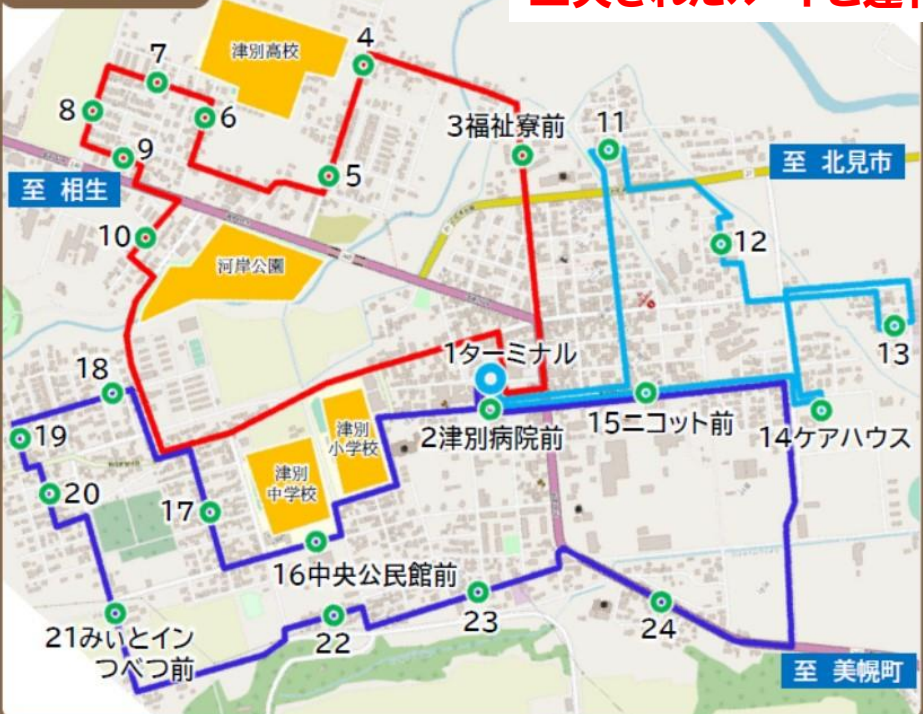 津別高校
4
7
8
6
3福祉寮前
11
9
5
至 北見市
至 相生
10
12
河岸公園
1ターミナル
13
18
2津別病院前
15ニコット前
14ケアハウス
19
津別
小学校
津別
中学校
20
17
16中央公民館前
21みぃとイン
つべつ前
22
23
24
至 美幌町